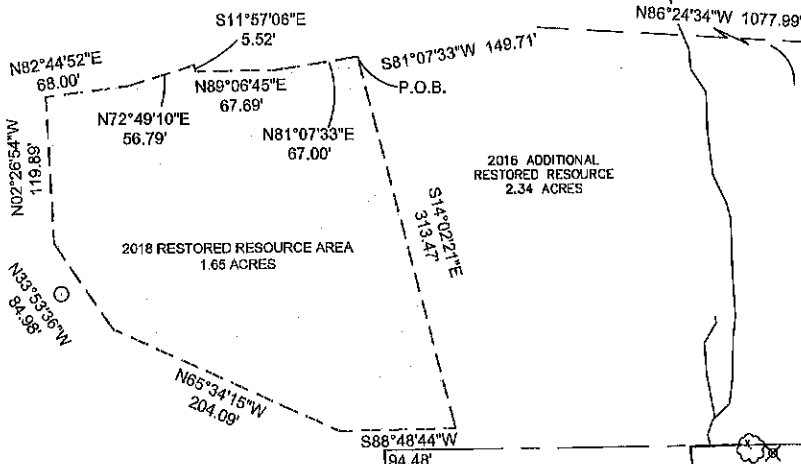 S11°57'06"E
5.52'
N86°24'34"W 1077.99'
N82°44'52"E
68.00'
S81°07'33"W 149.71'
N89°06'45"E
67.69'
P.O.B.
N72°49'10"E
56.79'
N81°07'33"E
67.00'
N02°26'54"W
119.89'
2016 ADDITIONAL
RESTORED RESOURCE
2.34 ACRES
S14°02'21"E
313.47'
2018 RESTORED RESOURCE AREA
1.65 ACRES
N33°53'36"W
84.98'
N65°34'15"W
204.09'
S88°48'44"W
94.48'